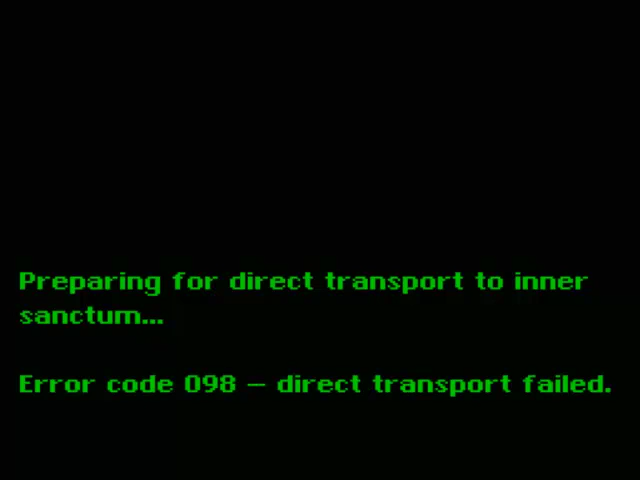 Preparing for direct transport to inner
sanctum...
Error code 098 – direct transport failed.